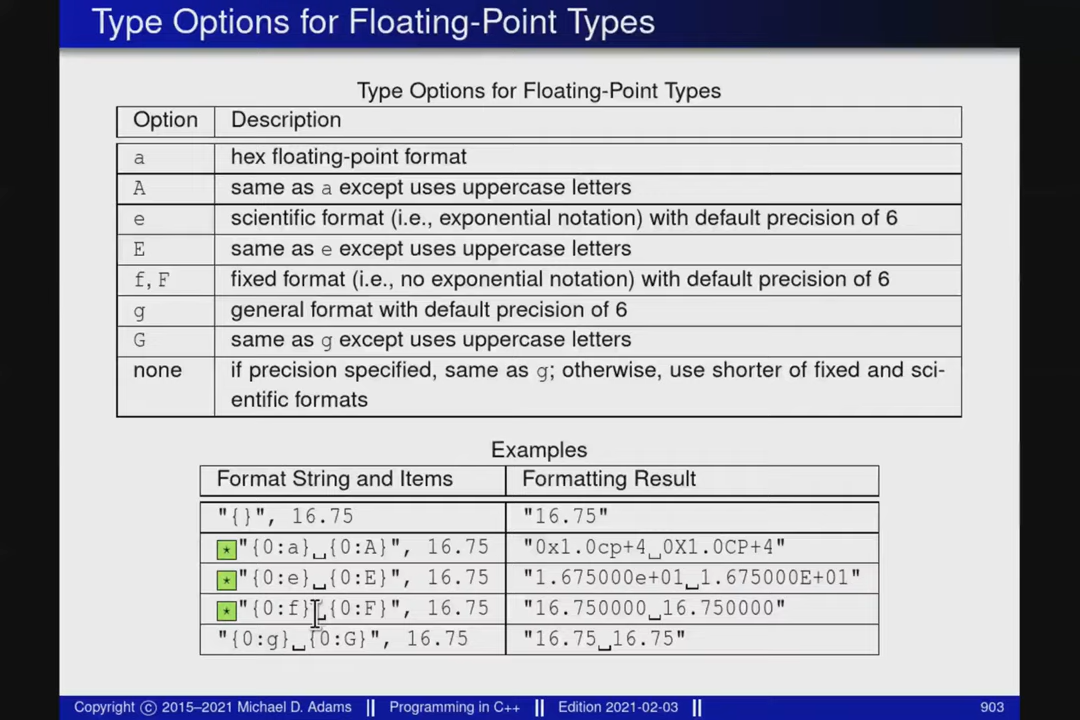 Type Options for Floating-Point Types
Type Options for Floating-Point Types
Option Description
a hex floating-point format
A same as a except uses uppercase letters
e scientific format (i.e., exponential notation) with default precision of 6
E same as e except uses uppercase letters
f, F fixed format (i.e., no exponential notation) with default precision of 6
g general format with default precision of 6
G same as g except uses uppercase letters
none if precision specified, same as g; otherwise, use shorter of fixed and sci-
entific formats
Examples
Format String and Items Formatting Result
"{}", 16.75 "16.75"
⋆ "{0:a}␣{0:A}", 16.75 "0x1.0cp+4␣0X1.0CP+4"
⋆ "{0:e}␣{0:E}", 16.75 "1.675000e+01␣1.675000E+01"
⋆ "{0:f}␣{0:F}", 16.75 "16.750000␣16.750000"
"{0:g}␣{0:G}", 16.75 "16.75␣16.75"
Copyright © 2015–2021 Michael D. Adams Programming in C++ Edition 2021-02-03 903